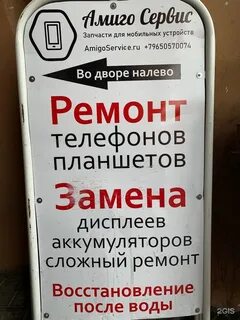 Амиго Сервис
Запчасти для мобильных устройств
AmigoService.ru +79650570074
Во дворе налево
Ремонт
телефонов
планшетов
Замена
дисплеев
аккумуляторов
сложный ремонт
Восстановление
после воды
2GIS